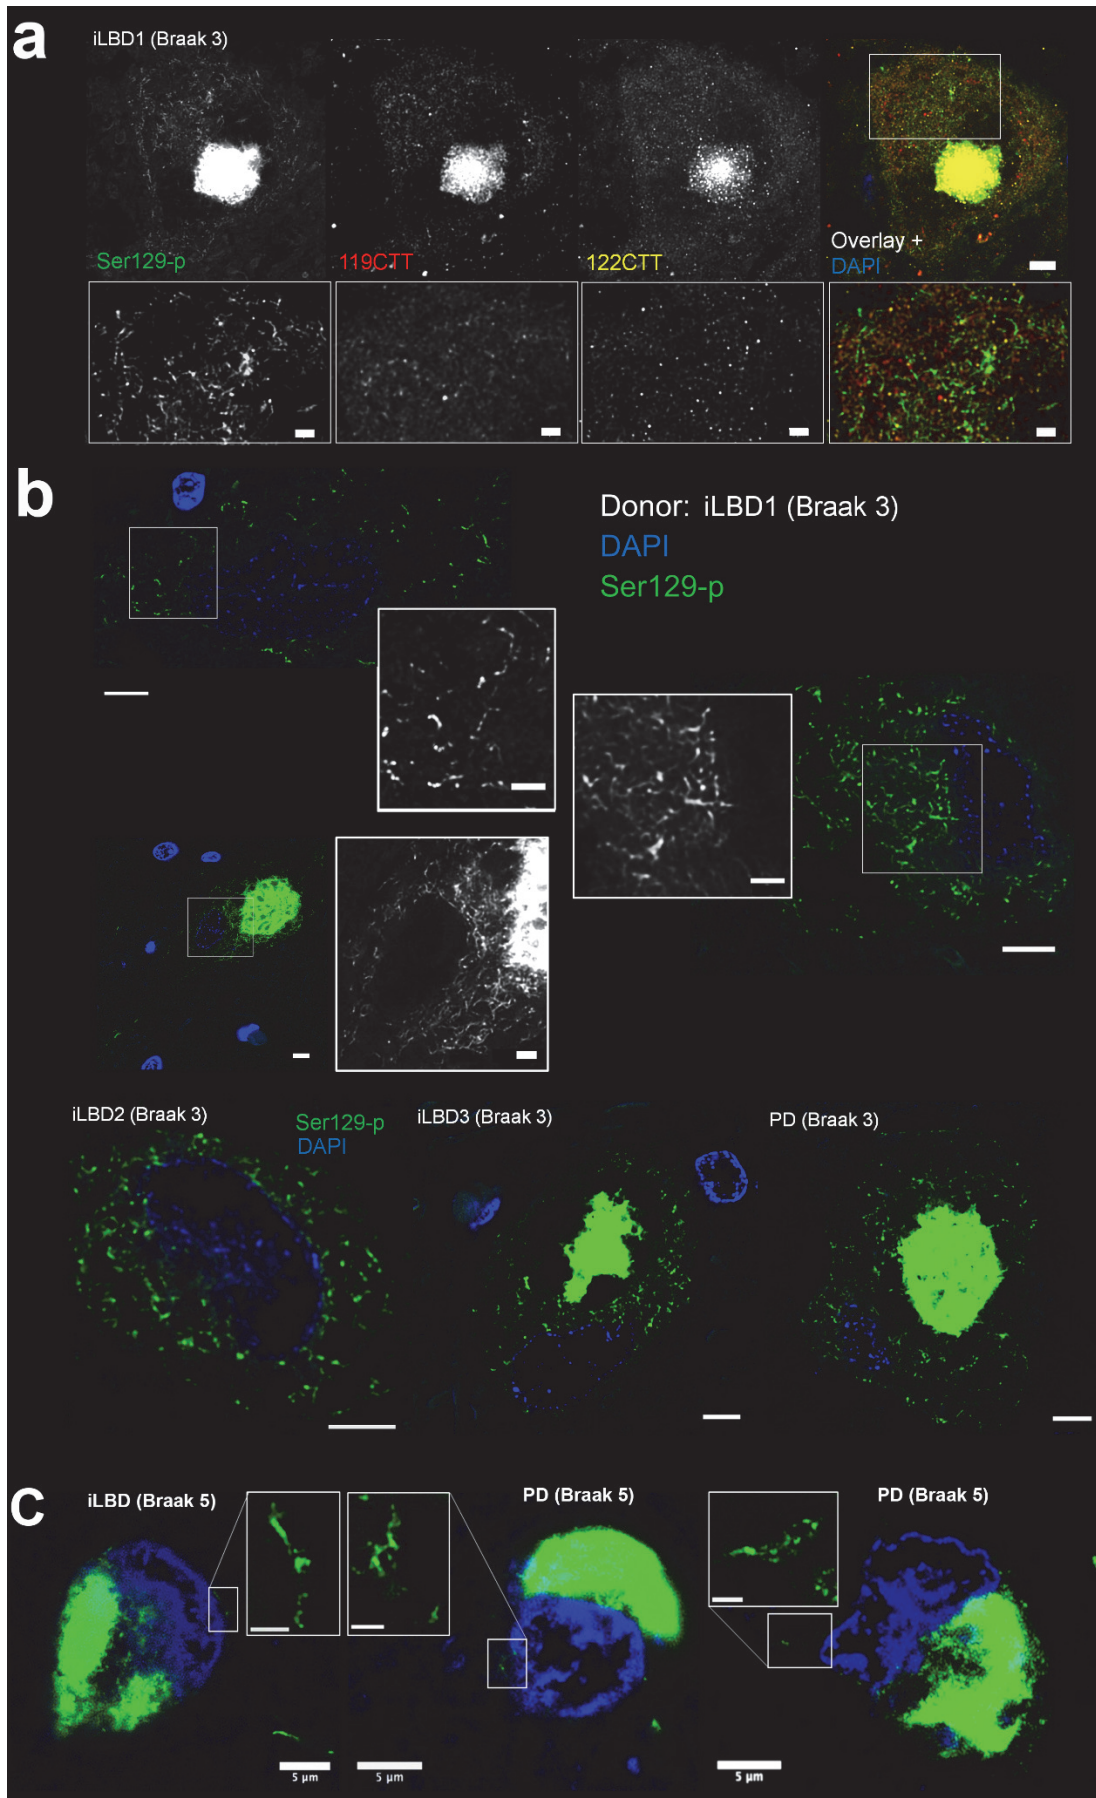 a
iLBD1 (Braak 3)
Ser129-p
119CTT
122CTT
Overlay +
DAPI
b
Donor: iLBD1 (Braak 3)
DAPI
Ser129-p
iLBD2 (Braak 3)
Ser129-p
DAPI
iLBD3 (Braak 3)
PD (Braak 3)
c
iLBD (Braak 5)
PD (Braak 5)
PD (Braak 5)
5 µm
5 µm
5 µm